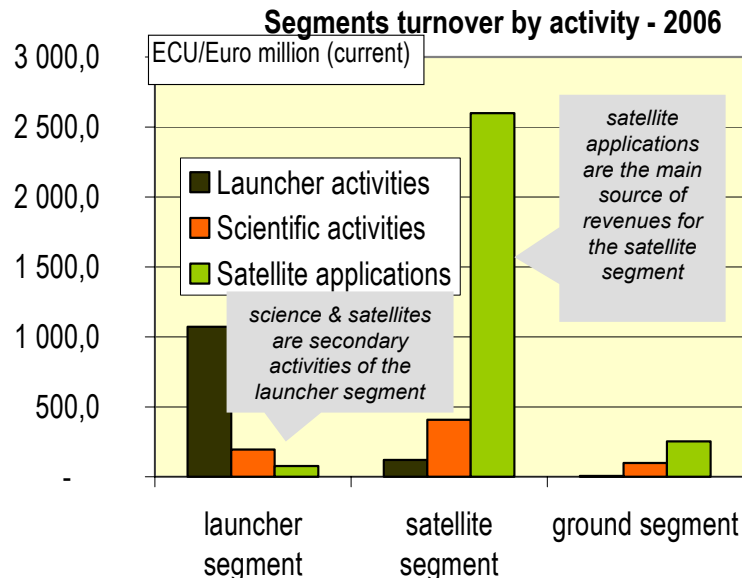 Segments turnover by activity - 2006
ECU/Euro million (current)
3 000,0
2 500,0
2 000,0
1 500,0
1 000,0
500,0
-
Launcher activities
Scientific activities
Satellite applications
satellite
applications
are the main
source of
revenues for
the satellite
segment
science & satellites
are secondary
activities of the
launcher segment
launcher
segment
satellite
segment
ground segment